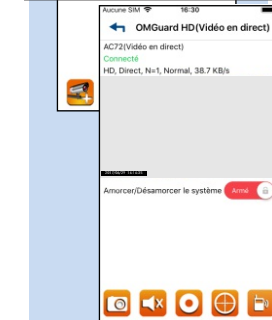 Aucune SIM 16:30
OMGuard HD(Vidéo en direct)
AC72(Vidéo en direct)
Connecté
HD, Direct, N=1, Normal, 38.7 KB/s
Amorcer/Désamorcer le système Armé